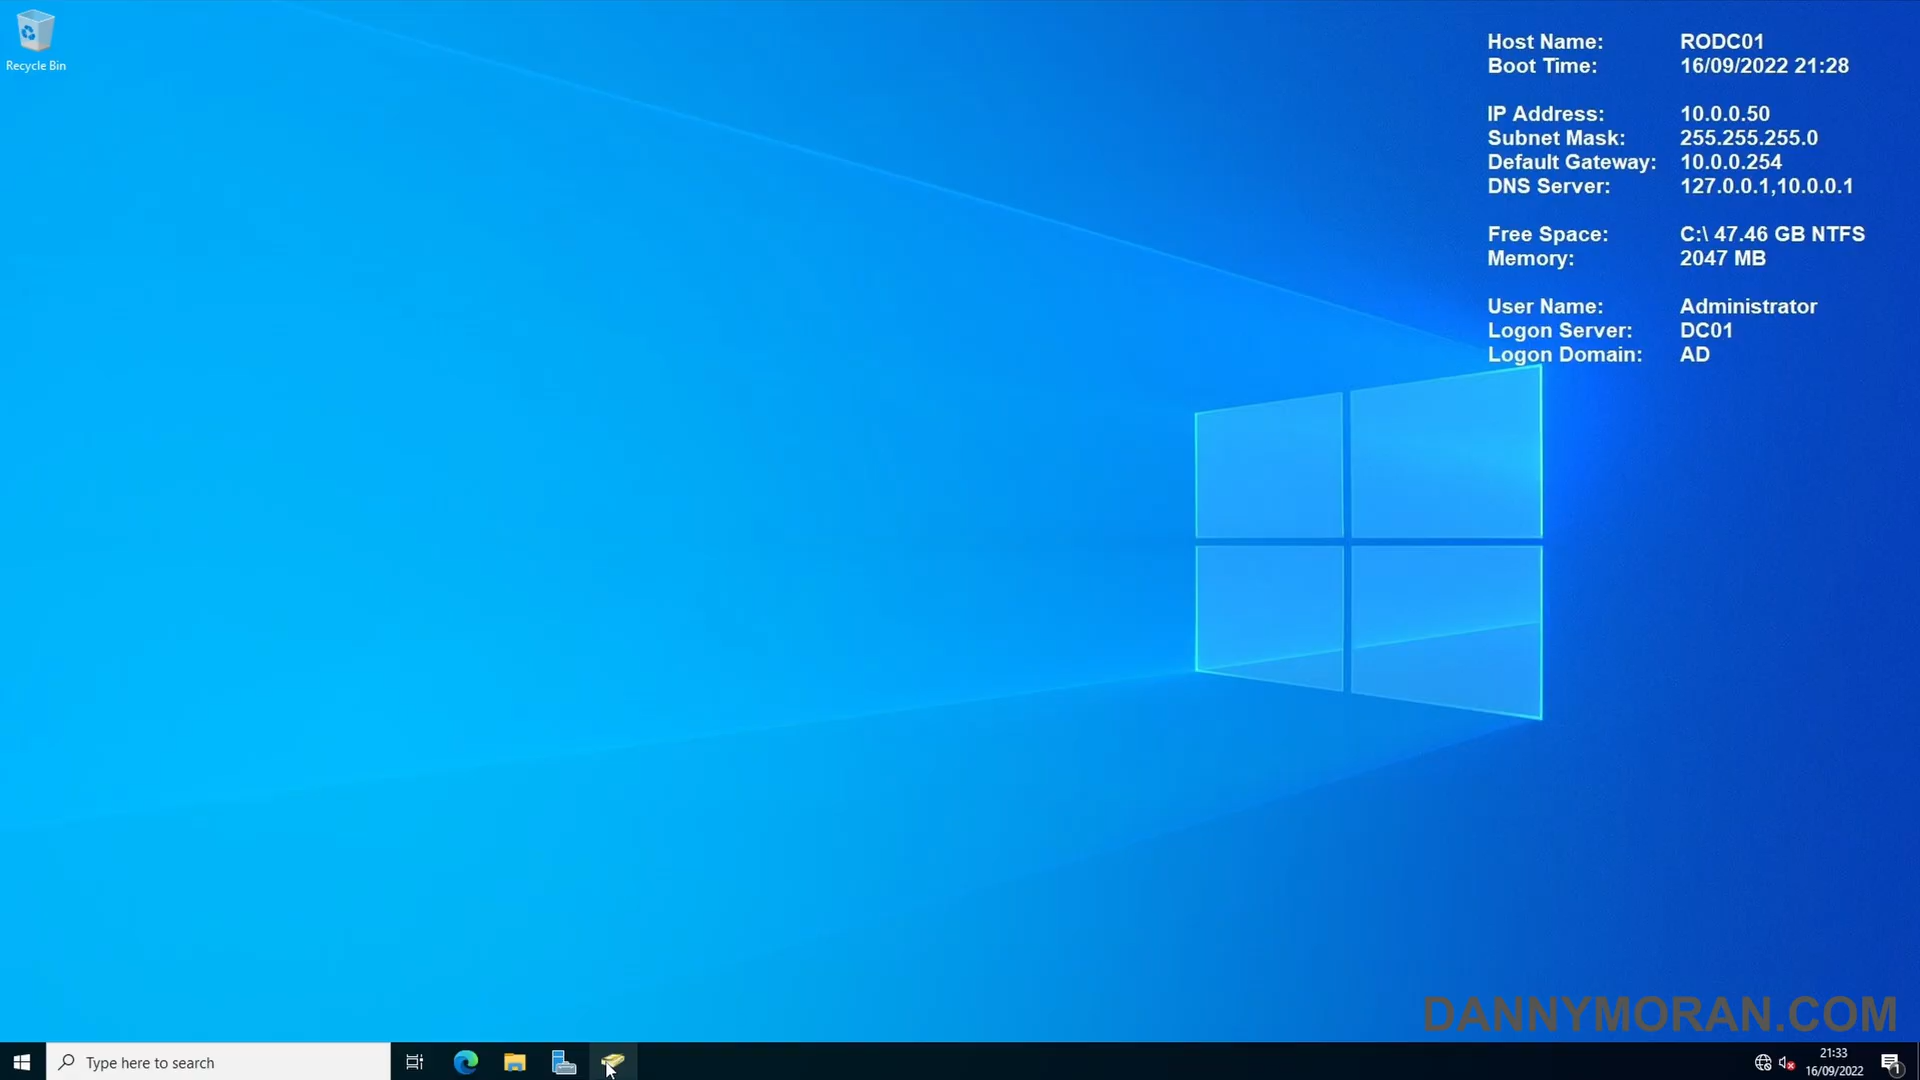 Recycle Bin
Host Name: RODC01
Boot Time: 16/09/2022 21:28
IP Address: 10.0.0.50
Subnet Mask: 255.255.255.0
Default Gateway: 10.0.0.254
DNS Server: 127.0.0.1,10.0.0.1
Free Space: C:\ 47.46 GB NTFS
Memory: 2047 MB
User Name: Administrator
Logon Server: DC01
Logon Domain: AD
DANNYMORAN.COM
Type here to search
21:33
16/09/2022
1